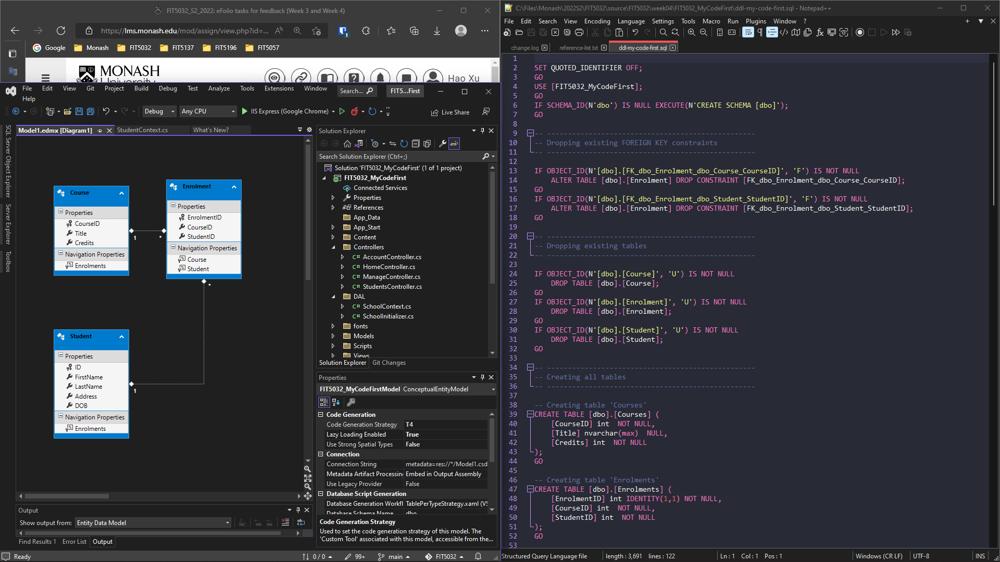 FIT5032_S2_2022: eFolio tasks for feedback (Week 3 and Week 4)
https://lms.monash.edu/mod/assign/view.php?id=...
Google Monash FIT5032 FIT5137 FIT5196 FIT5057
MONASH
University
Hao Xu
File Edit View Git Project Build Debug Test Analyze Tools Extensions Window
Help
Search...
FIT5...First
Debug
Any CPU
IIS Express (Google Chrome)
Live Share
SQL Server Object Explorer
Server Explorer
Toolbox
Model1.edmx [Diagram1]
StudentContext.cs
What's New?
Course
Properties
CourseID
Title
Credits
Navigation Properties
Enrolments
1
*
Enrolment
Properties
EnrolmentID
CourseID
StudentID
Navigation Properties
Course
Student
*
Student
Properties
ID
FirstName
LastName
Address
DOB
Navigation Properties
Enrolments
1
Solution Explorer
Search Solution Explorer (Ctrl+;)
Solution 'FIT5032_MyCodeFirst' (1 of 1 project)
FIT5032_MyCodeFirst
Connected Services
Properties
References
App_Data
App_Start
Content
Controllers
C# AccountController.cs
C# HomeController.cs
C# ManageController.cs
C# StudentsController.cs
DAL
C# SchoolContext.cs
C# SchoolInitializer.cs
fonts
Models
Scripts
Views
Solution Explorer Git Changes
Properties
FIT5032_MyCodeFirstModel ConceptualEntityModel
Code Generation
Code Generation Strategy T4
Lazy Loading Enabled True
Use Strong Spatial Types False
Connection
Connection String metadata=res://*/Model1.csd
Metadata Artifact Processing Embed in Output Assembly
Use Legacy Provider False
Database Script Generation
Database Generation Workfl TablePerTypeStrategy.xaml (VS
Database Schema Name dbo
Code Generation Strategy
Used to set the code generation strategy of this model. The
'Custom Tool' associated with this model, accessible from the...
Output
Show output from: Entity Data Model
Find Results 1 Error List Output
Ready
0 / 0
99+
main
FIT5032
C:\Files\Monash\2022S2\FIT5032\source\FIT5032\week04\FIT5032_MyCodeFirst\ddl-my-code-first.sql - Notepad++
File Edit Search View Encoding Language Settings Tools Macro Run Plugins Window ?
change.log reference-list.txt ddl-my-code-first.sql
1
2 SET QUOTED_IDENTIFIER OFF;
3 GO
4 USE [FIT5032_MyCodeFirst];
5 GO
6 IF SCHEMA_ID(N'dbo') IS NULL EXECUTE(N'CREATE SCHEMA [dbo]');
7 GO
8
9 -- --------------------------------------------------
10 -- Dropping existing FOREIGN KEY constraints
11 -- --------------------------------------------------
12
13 IF OBJECT_ID(N'[dbo].[FK_dbo_Enrolment_dbo_Course_CourseID]', 'F') IS NOT NULL
14 ALTER TABLE [dbo].[Enrolment] DROP CONSTRAINT [FK_dbo_Enrolment_dbo_Course_CourseID];
15 GO
16 IF OBJECT_ID(N'[dbo].[FK_dbo_Enrolment_dbo_Student_StudentID]', 'F') IS NOT NULL
17 ALTER TABLE [dbo].[Enrolment] DROP CONSTRAINT [FK_dbo_Enrolment_dbo_Student_StudentID];
18 GO
19
20 -- --------------------------------------------------
21 -- Dropping existing tables
22 -- --------------------------------------------------
23
24 IF OBJECT_ID(N'[dbo].[Course]', 'U') IS NOT NULL
25 DROP TABLE [dbo].[Course];
26 GO
27 IF OBJECT_ID(N'[dbo].[Enrolment]', 'U') IS NOT NULL
28 DROP TABLE [dbo].[Enrolment];
29 GO
30 IF OBJECT_ID(N'[dbo].[Student]', 'U') IS NOT NULL
31 DROP TABLE [dbo].[Student];
32 GO
33
34 -- --------------------------------------------------
35 -- Creating all tables
36 -- --------------------------------------------------
37
38 -- Creating table 'Courses'
39 CREATE TABLE [dbo].[Courses] (
40 [CourseID] int NOT NULL,
41 [Title] nvarchar(max) NULL,
42 [Credits] int NOT NULL
43 );
44 GO
45
46 -- Creating table 'Enrolments'
47 CREATE TABLE [dbo].[Enrolments] (
48 [EnrolmentID] int IDENTITY(1,1) NOT NULL,
49 [CourseID] int NOT NULL,
50 [StudentID] int NOT NULL
51 );
52 GO
53
Structured Query Language file length : 3,691 lines : 122 Ln : 1 Col : 1 Pos : 1 Windows (CR LF) UTF-8 INS